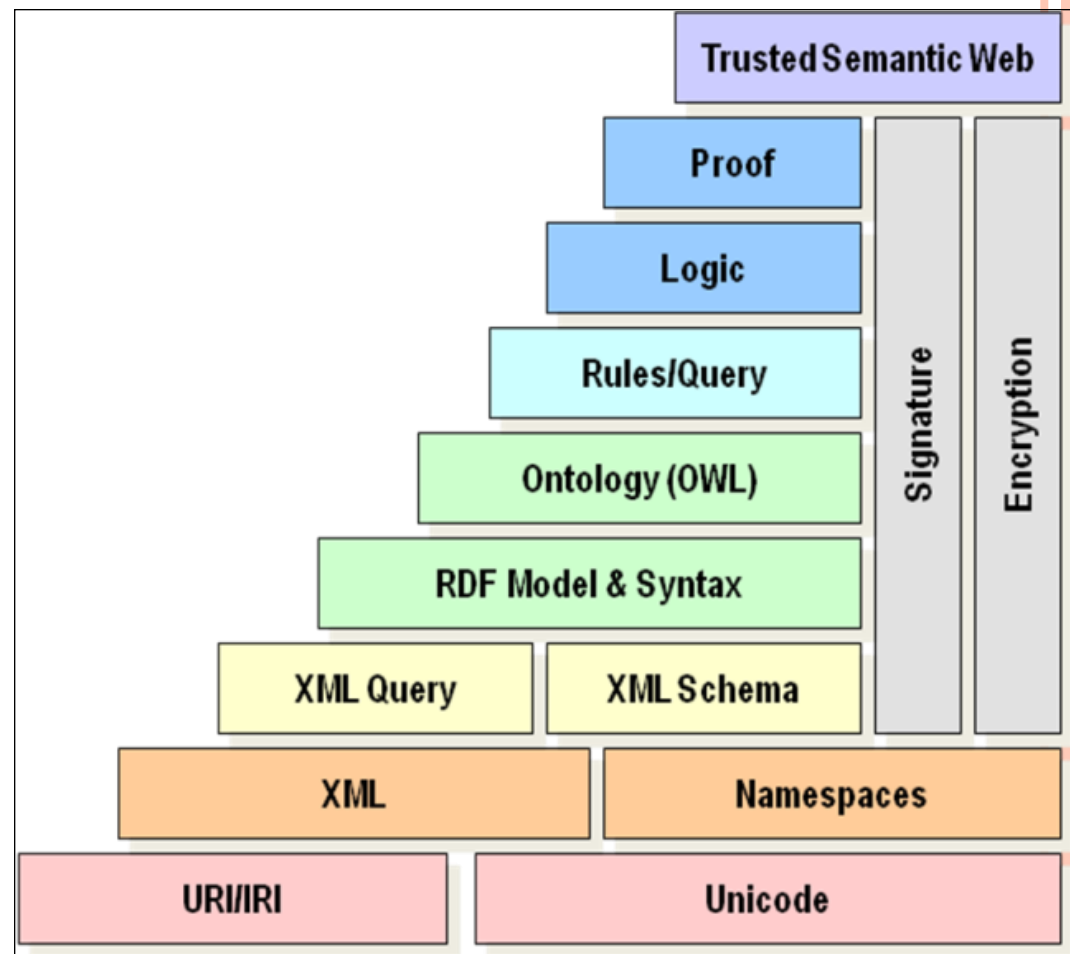 Trusted Semantic Web
Proof
Logic
Rules/Query
Ontology (OWL)
RDF Model & Syntax
XML Query
XML Schema
Signature
Encryption
XML
Namespaces
URI/IRI
Unicode